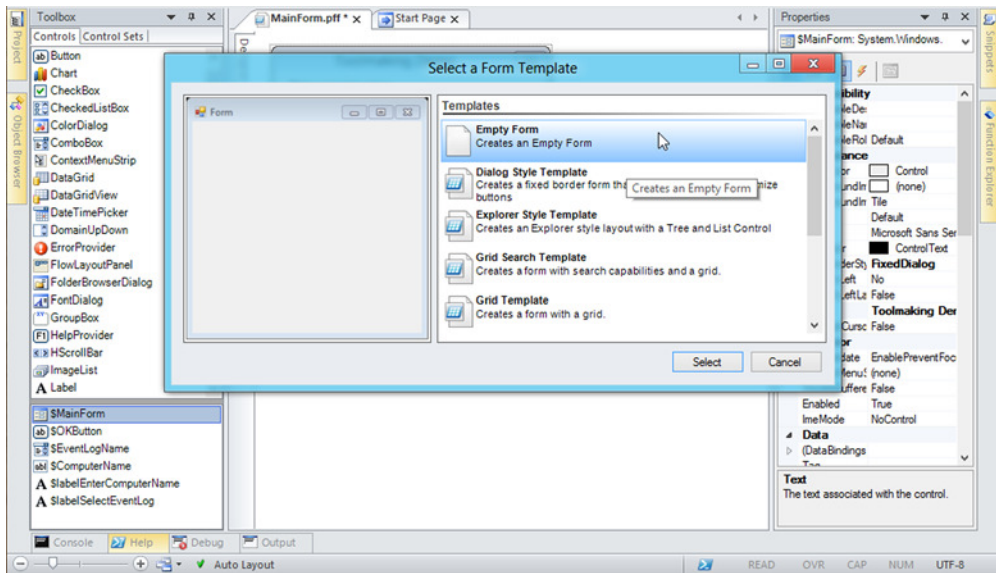 Toolbox
MainForm.pff *
Start Page
Properties
Controls
Control Sets
$MainForm: System.Windows.
Project
Object Browser
Snippets
Function Explorer
Button
Chart
CheckBox
CheckedListBox
ColorDialog
ComboBox
ContextMenuStrip
DataGrid
DataGridView
DateTimePicker
DomainUpDown
ErrorProvider
FlowLayoutPanel
FolderBrowserDialog
FontDialog
GroupBox
HelpProvider
HScrollBar
ImageList
Label
$MainForm
$OKButton
$EventLogName
$ComputerName
$labelEnterComputerName
$labelSelectEventLog
Select a Form Template
Form
Templates
Empty Form
Creates an Empty Form
Dialog Style Template
Creates a fixed border form
buttons
Creates an Empty Form
Explorer Style Template
Creates an Explorer style layout with a Tree and List Control
Grid Search Template
Creates a form with search capabilities and a grid.
Grid Template
Creates a form with a grid.
Select
Cancel
Default
Control
(none)
Tile
Default
Microsoft Sans Ser
ControlText
FixedDialog
No
False
Toolmaking Der
False
EnablePreventFoc
(none)
False
Enabled True
ImeMode NoControl
Data
(DataBindings
Text
The text associated with the control.
Console
Help
Debug
Output
Auto Layout
READ
OVR
CAP
NUM
UTF-8